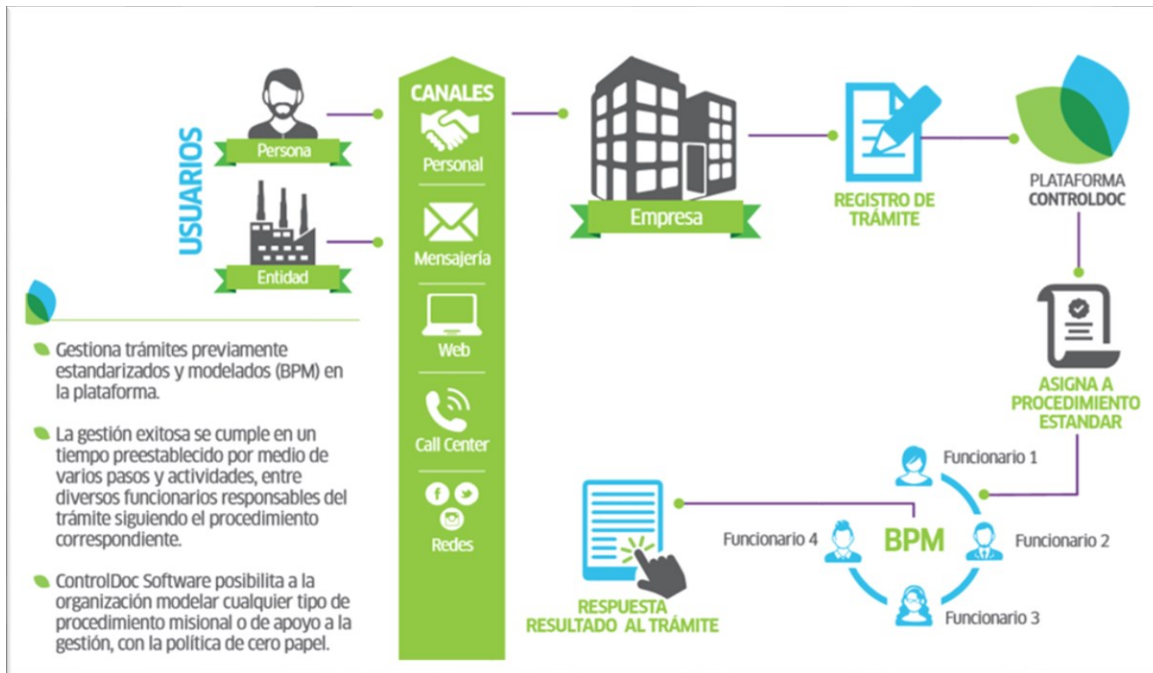 USUARIOS
Persona
Entidad
CANALES
Personal
Mensajería
Web
Call Center
Redes
Empresa
REGISTRO DE
TRÁMITE
PLATAFORMA
CONTROLDOC
ASIGNA A
PROCEDIMIENTO
ESTANDAR
Funcionario 1
Funcionario 2
Funcionario 3
Funcionario 4
BPM
RESPUESTA
RESULTADO AL TRÁMITE
Gestiona trámites previamente
estandarizados y modelados (BPM) en
la plataforma.
La gestión exitosa se cumple en un
tiempo preestablecido por medio de
varios pasos y actividades, entre
diversos funcionarios responsables del
trámite siguiendo el procedimiento
correspondiente.
ControlDoc Software posibilita a la
organización modelar cualquier tipo de
procedimiento misional o de apoyo a la
gestión, con la política de cero papel.